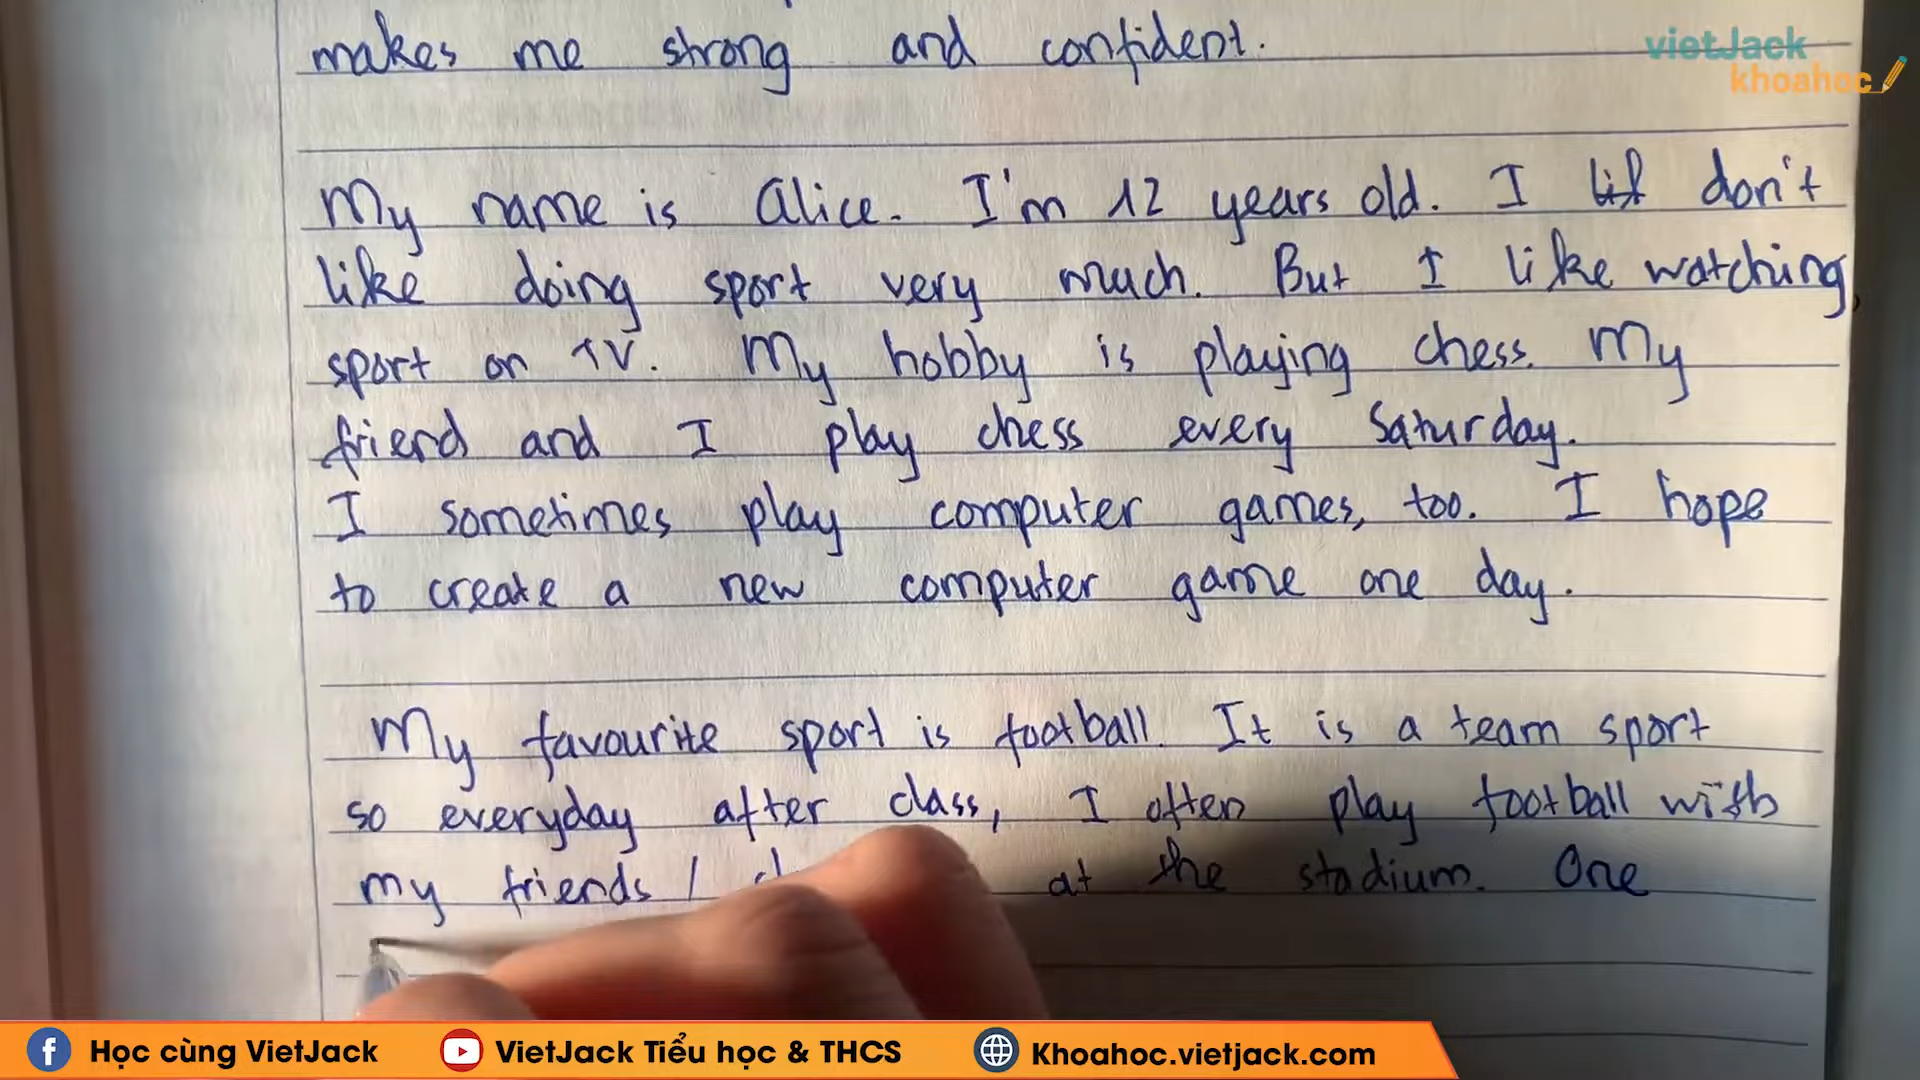 makes me strong and confident.
vietJack
khoahoc
My name is Alice. I'm 12 years old. I don't
like doing sport very much. But I like watching
sport on TV. My hobby is playing chess. My
friend and I play chess every Saturday.
I sometimes play computer games, too. I hope
to create a new computer game one day.
My favourite sport is football. It is a team sport
so everyday after class, I often play football with
my friends at the stadium. One
Học cùng VietJack
VietJack Tiểu học & THCS
Khoahoc.vietjack.com